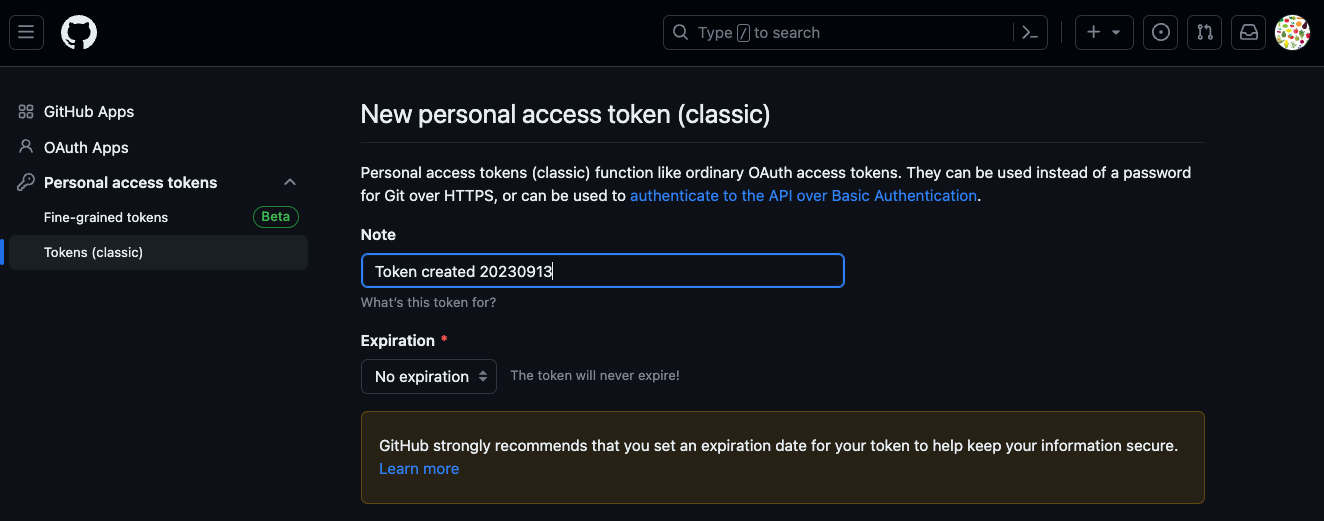 Type / to search
GitHub Apps
OAuth Apps
Personal access tokens
Fine-grained tokens Beta
Tokens (classic)
New personal access token (classic)
Personal access tokens (classic) function like ordinary OAuth access tokens. They can be used instead of a password
for Git over HTTPS, or can be used to authenticate to the API over Basic Authentication.
Note
Token created 20230913
What's this token for?
Expiration *
No expiration The token will never expire!
GitHub strongly recommends that you set an expiration date for your token to help keep your information secure.
Learn more